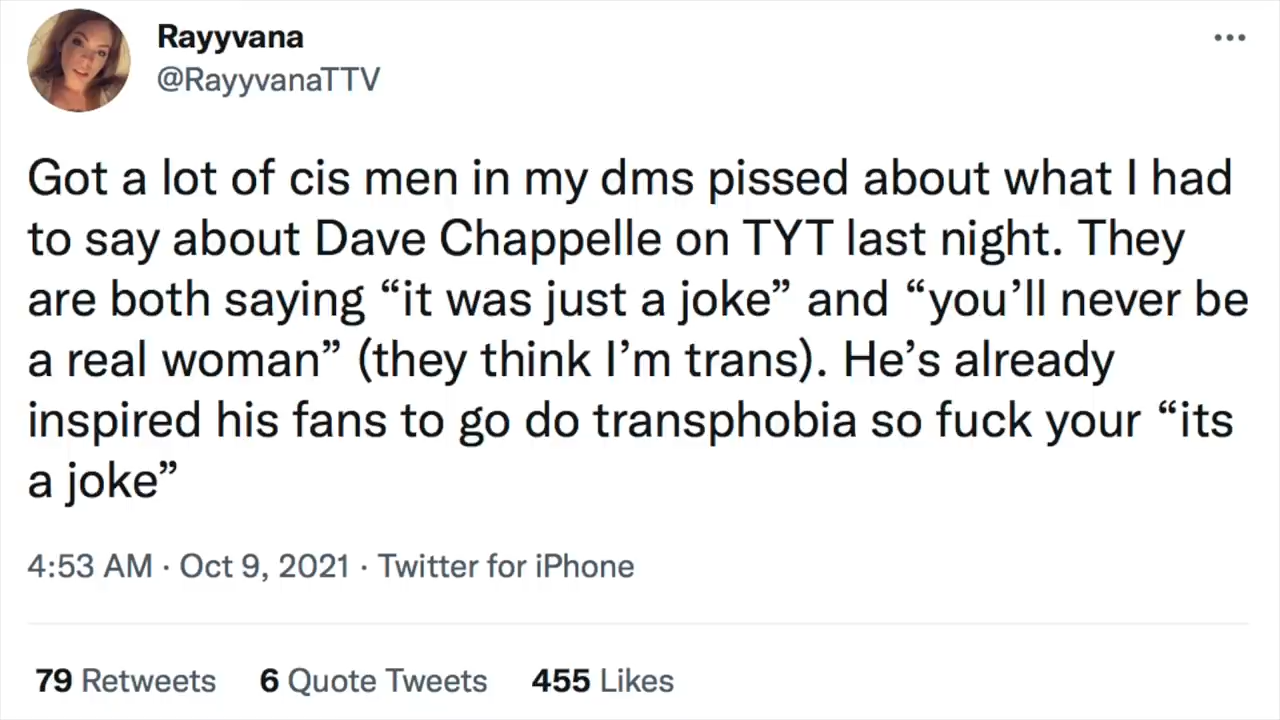 Rayyvana
@RayyvanaTTV
Got a lot of cis men in my dms pissed about what I had
to say about Dave Chappelle on TYT last night. They
are both saying “it was just a joke” and “you’ll never be
a real woman” (they think I’m trans). He’s already
inspired his fans to go do transphobia so fuck your “its
a joke”
4:53 AM · Oct 9, 2021 · Twitter for iPhone
79 Retweets 6 Quote Tweets 455 Likes